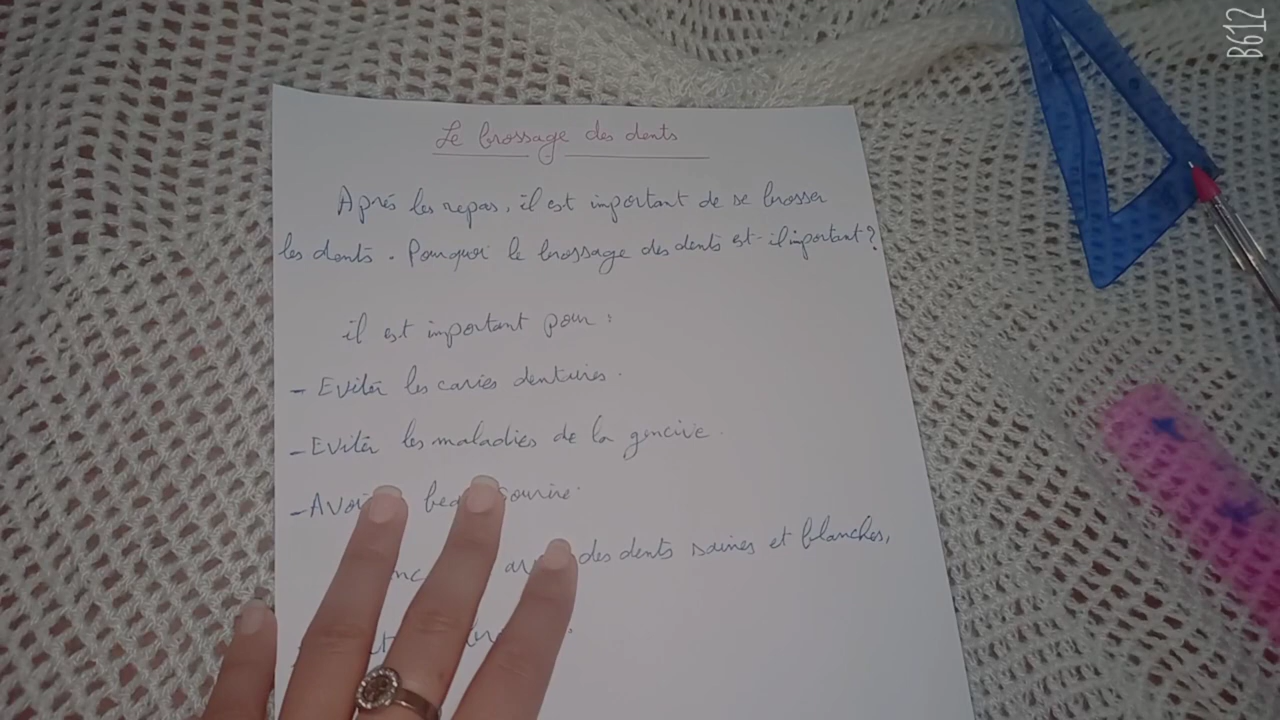 Le brossage des dents
Après les repas, il est important de se brosser
les dents. Pourquoi le brossage des dents est-il important ?
il est important pour :
- Eviter les caries denturies.
- Eviter les maladies de la gencive.
- sourire.
des dents saines et blanches,
B612